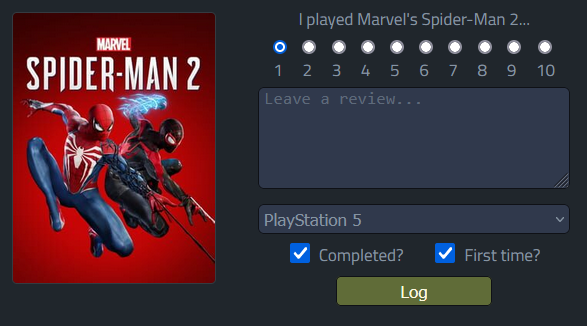 MARVEL
SPIDER-MAN 2
I played Marvel's Spider-Man 2...
1 2 3 4 5 6 7 8 9 10
Leave a review...
PlayStation 5
Completed? First time?
Log